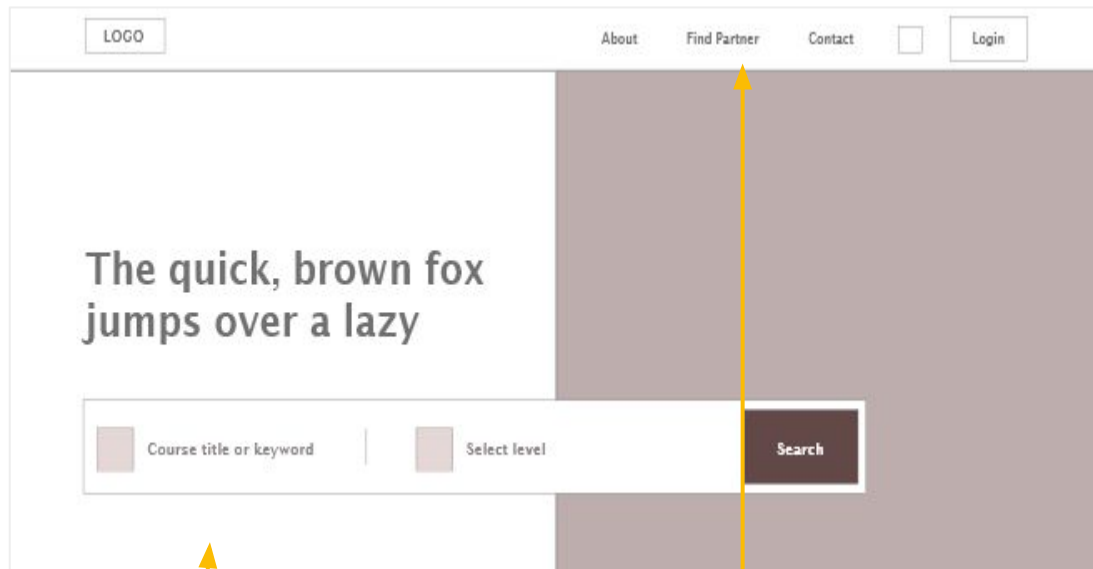 LOGO
About Find Partner Contact Login
The quick, brown fox
jumps over a lazy
Course title or keyword Select level Search